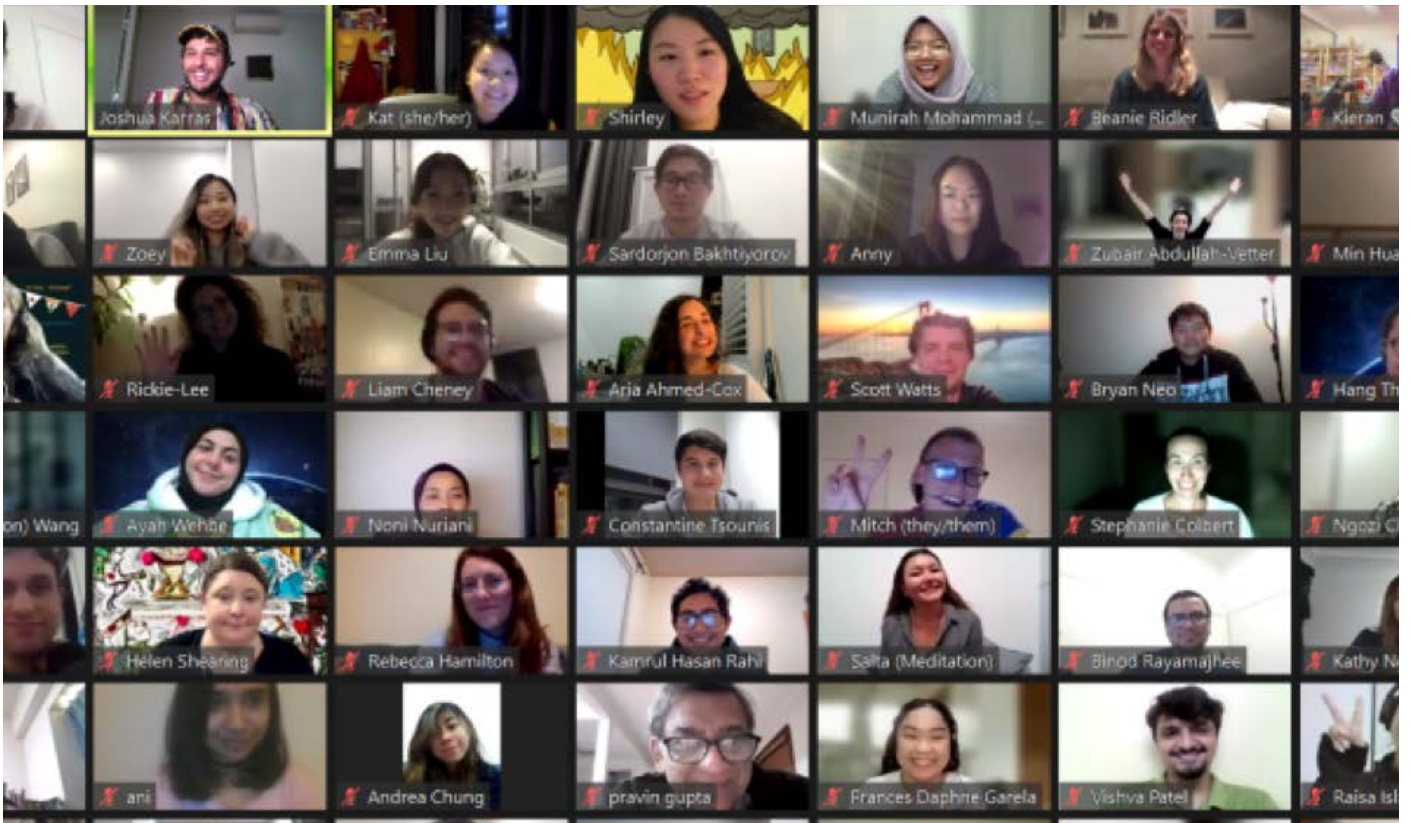 Joshua Karras
Kat (she/her)
Shirley
Munirah Mohammad (...
Beanie Ridler
Kieran
Zoey
Emma Liu
Sardorjon Bakhtiyorov
Anny
Zubair Abdullah-Vetter
Min Hua
Rickie-Lee
Liam Cheney
Aria Ahmed-Cox
Scott Watts
Bryan Neo
Hang Th
on) Wang
Ayah Wehbe
Noni Nuriani
Constantine Tsounis
Mitch (they/them)
Stephanie Colbert
Ngozi C
Helen Shearing
Rebecca Hamilton
Kamrul Hasan Rahi
Salta (Meditation)
Binod Rayamajhee
Kathy N
ani
Andrea Chung
pravin gupta
Frances Daphne Garela
Vishva Patel
Raisa Isl